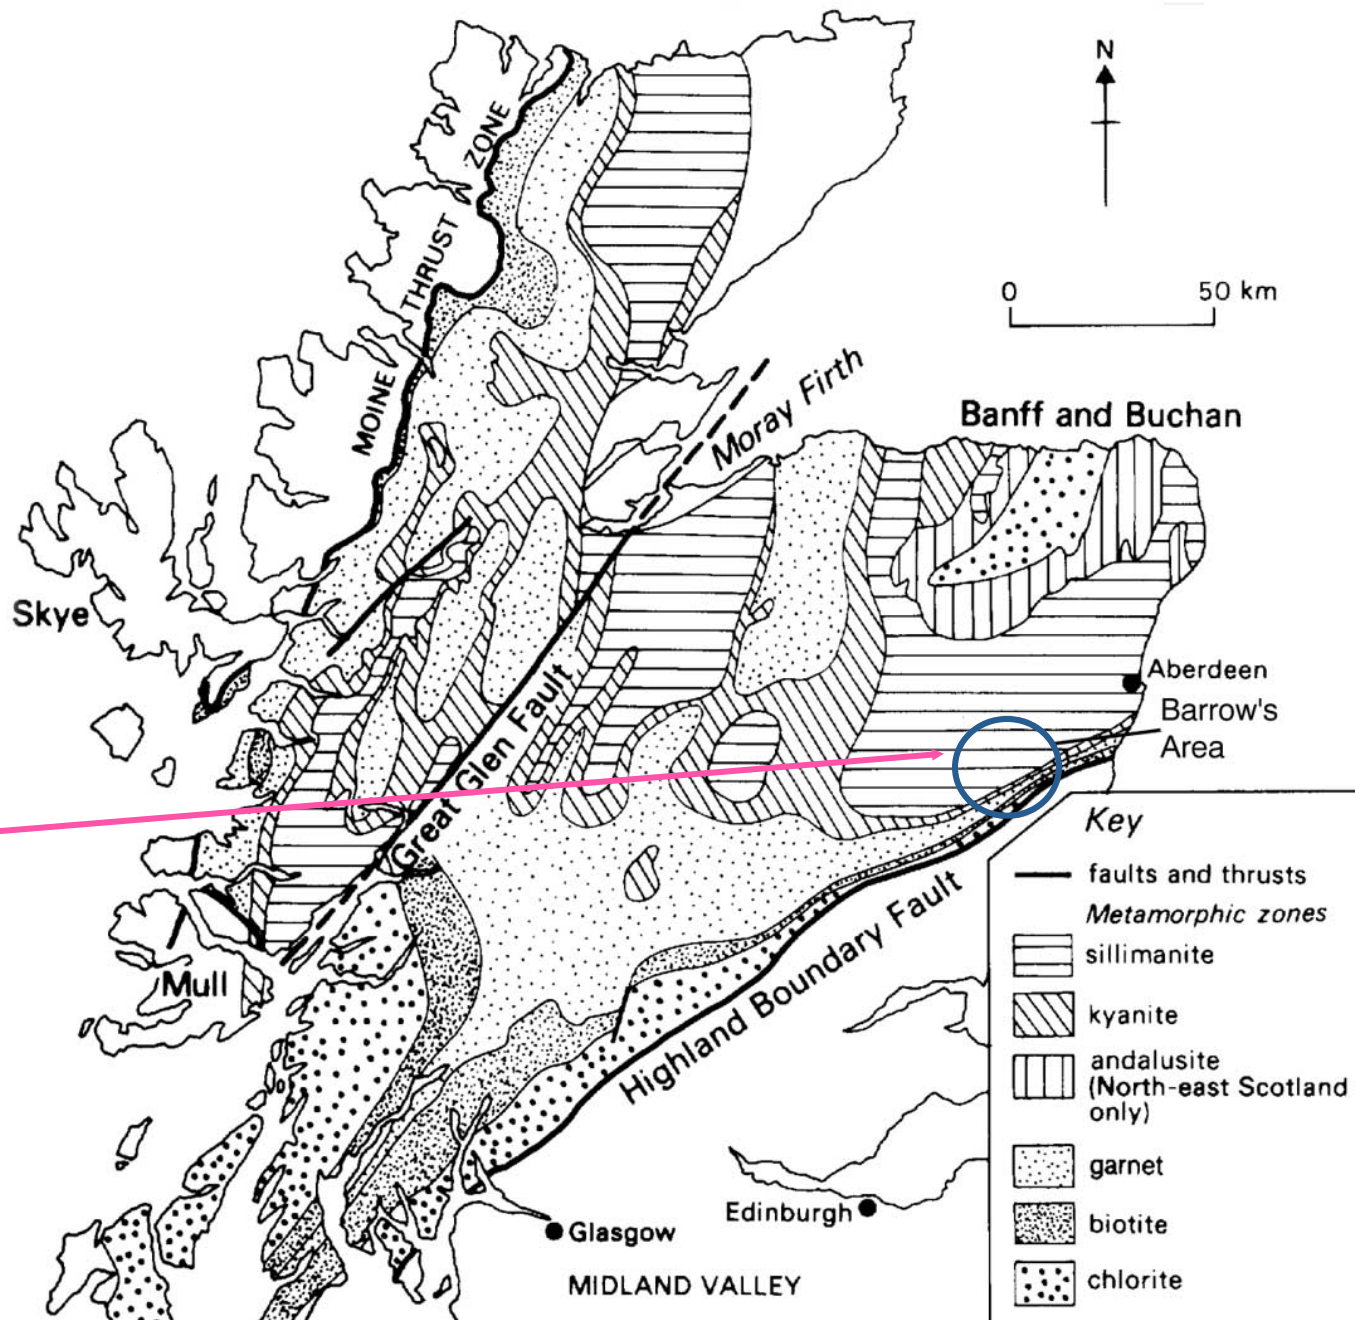 N
0 50 km
MOINE THRUST ZONE
Moray Firth
Banff and Buchan
Skye
Great Glen Fault
Aberdeen
Barrow's
Area
Mull
Highland Boundary Fault
Edinburgh
Glasgow
MIDLAND VALLEY
Key
faults and thrusts
Metamorphic zones
sillimanite
kyanite
andalusite
(North-east Scotland
only)
garnet
biotite
chlorite